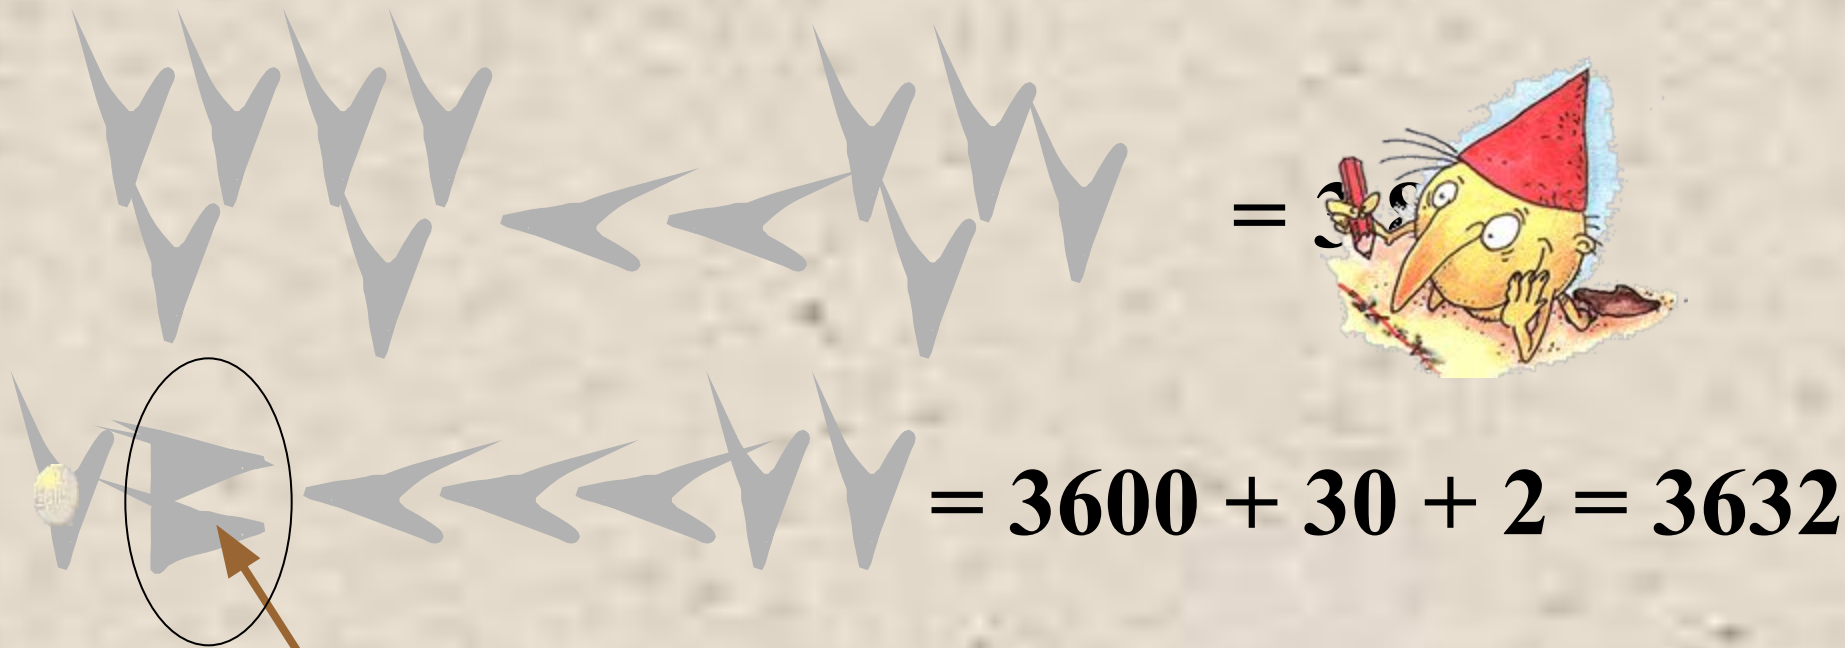 =
= 3600 + 30 + 2 = 3632